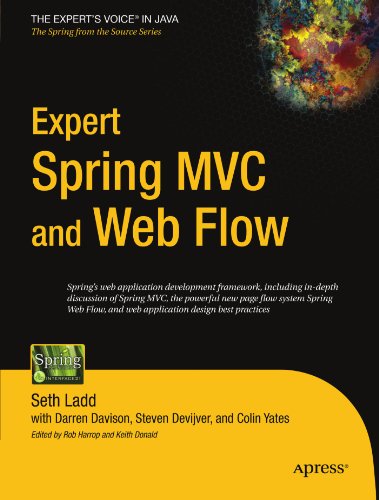 THE EXPERT'S VOICE® IN JAVA
The Spring from the Source Series
Expert
Spring MVC
and Web Flow
Spring's web application development framework, including in-depth
discussion of Spring MVC, the powerful new page flow system Spring
Web Flow, and web application design best practices
Spring
& INTERFACE21
Seth Ladd
with Darren Davison, Steven Devijver, and Colin Yates
Edited by Rob Harrop and Keith Donald
Apress®